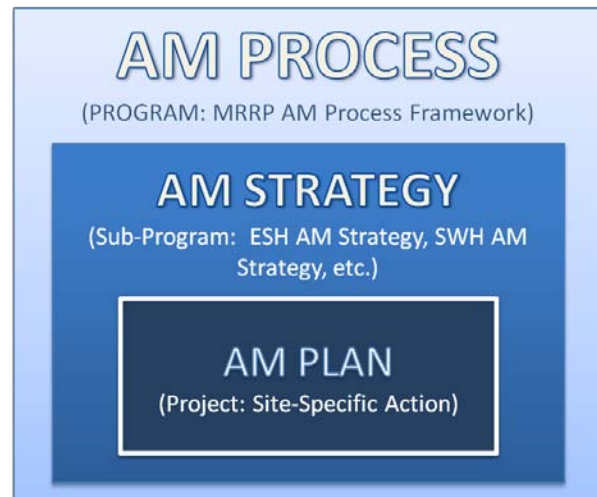 AM PROCESS
(PROGRAM: MRRP AM Process Framework)
AM STRATEGY
(Sub-Program: ESH AM Strategy, SWH AM
Strategy, etc.)
AM PLAN
(Project: Site-Specific Action)